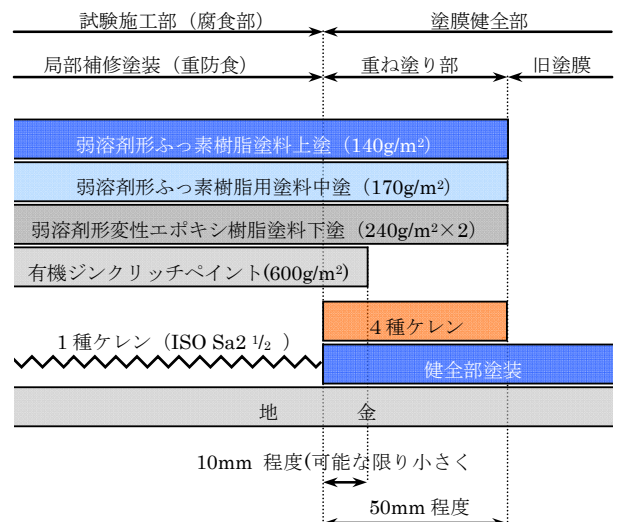 試験施工部（腐食部） 塗膜健全部
局部補修塗装（重防食） 重ね塗り部 旧塗膜
弱溶剤形ふっ素樹脂塗料上塗（140g/m²）
弱溶剤形ふっ素樹脂用塗料中塗（170g/m²）
弱溶剤形変性エポキシ樹脂塗料下塗（240g/m²×2）
有機ジンクリッチペイント(600g/m²）
4種ケレン
1種ケレン（ISO Sa2 1/2 ）
健全部塗装
地 金
10mm 程度(可能な限り小さく
50mm 程度